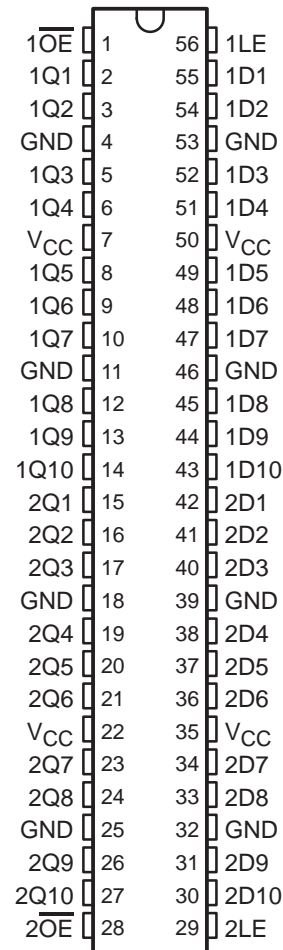 1O̅E̅ 1 56 1LE
1Q1 2 55 1D1
1Q2 3 54 1D2
GND 4 53 GND
1Q3 5 52 1D3
1Q4 6 51 1D4
VCC 7 50 VCC
1Q5 8 49 1D5
1Q6 9 48 1D6
1Q7 10 47 1D7
GND 11 46 GND
1Q8 12 45 1D8
1Q9 13 44 1D9
1Q10 14 43 1D10
2Q1 15 42 2D1
2Q2 16 41 2D2
2Q3 17 40 2D3
GND 18 39 GND
2Q4 19 38 2D4
2Q5 20 37 2D5
2Q6 21 36 2D6
VCC 22 35 VCC
2Q7 23 34 2D7
2Q8 24 33 2D8
GND 25 32 GND
2Q9 26 31 2D9
2Q10 27 30 2D10
2O̅E̅ 28 29 2LE